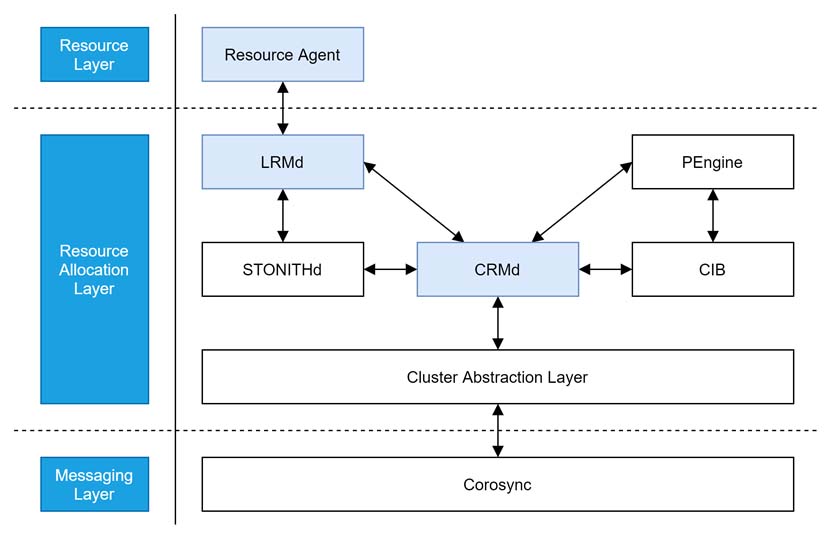 Resource
Layer
Resource Agent
LRMd
PEngine
Resource
Allocation
Layer
STONITHd
CRMd
CIB
Cluster Abstraction Layer
Messaging
Layer
Corosync